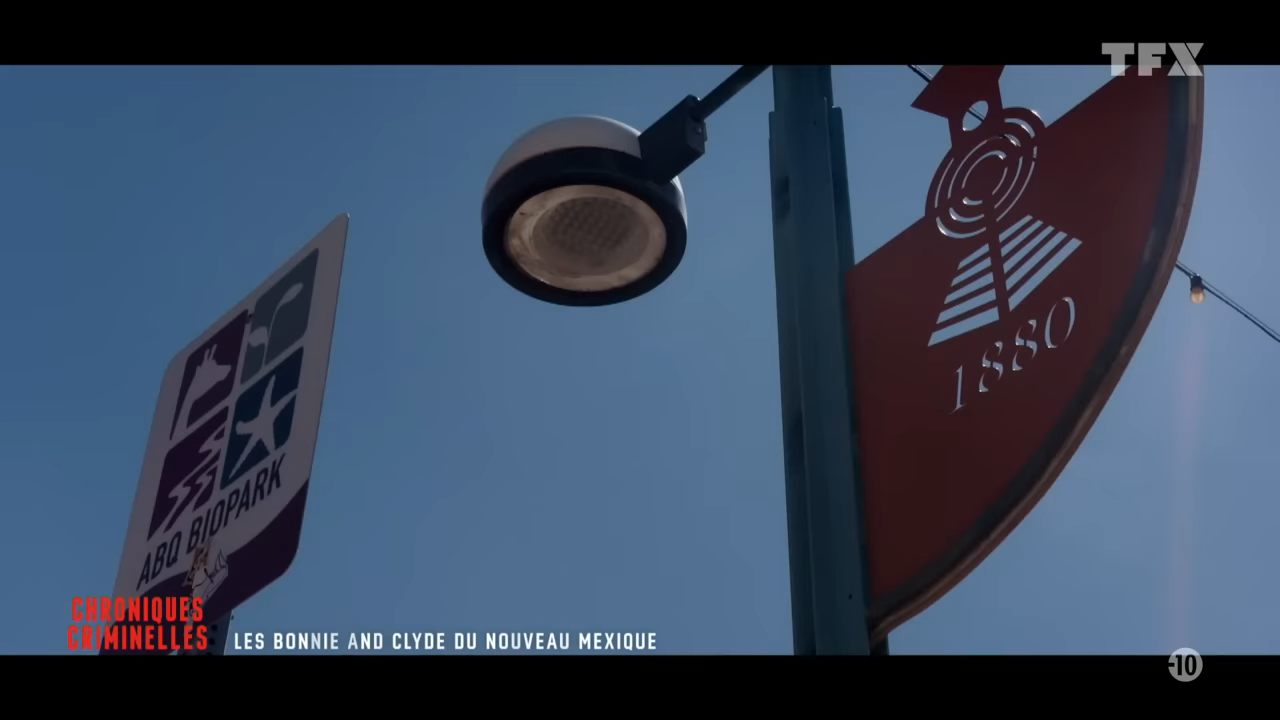 TFX
1880
ABQ BIOPARK
CHRONIQUES
CRIMINELLES
LES BONNIE AND CLYDE DU NOUVEAU MEXIQUE
-10